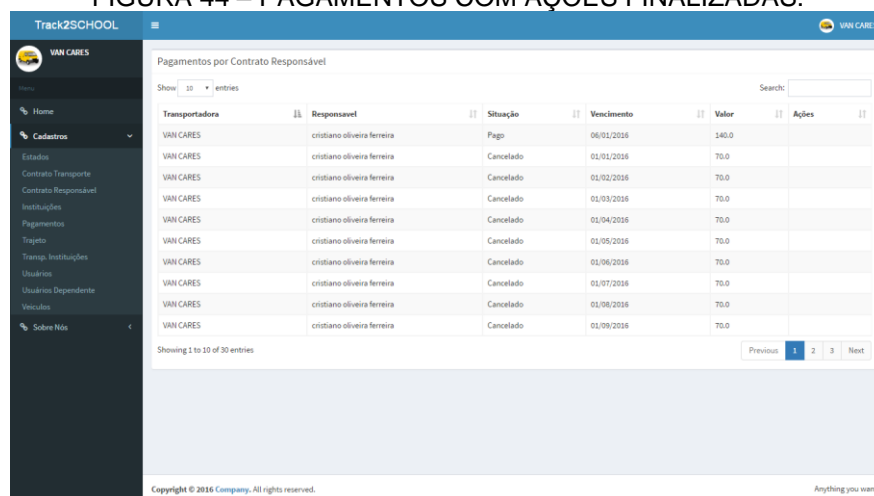 FIGURA 44 – PAGAMENTOS COM AÇÕES FINALIZADAS.
Track2SCHOOL
VAN CARES
VAN CARES
Menu
Home
Cadastros
Estados
Contrato Transporte
Contrato Responsável
Instituições
Pagamentos
Trajeto
Transp. Instituições
Usuários
Usuários Dependente
Veiculos
Sobre Nós
Pagamentos por Contrato Responsável
Show 10 entries Search:
Transportadora Responsavel Situação Vencimento Valor Ações
VAN CARES cristiano oliveira ferreira Pago 06/01/2016 140.0
VAN CARES cristiano oliveira ferreira Cancelado 01/01/2016 70.0
VAN CARES cristiano oliveira ferreira Cancelado 01/02/2016 70.0
VAN CARES cristiano oliveira ferreira Cancelado 01/03/2016 70.0
VAN CARES cristiano oliveira ferreira Cancelado 01/04/2016 70.0
VAN CARES cristiano oliveira ferreira Cancelado 01/05/2016 70.0
VAN CARES cristiano oliveira ferreira Cancelado 01/06/2016 70.0
VAN CARES cristiano oliveira ferreira Cancelado 01/07/2016 70.0
VAN CARES cristiano oliveira ferreira Cancelado 01/08/2016 70.0
VAN CARES cristiano oliveira ferreira Cancelado 01/09/2016 70.0
Showing 1 to 10 of 30 entries Previous 1 2 3 Next
Copyright © 2016 Company. All rights reserved. Anything you wan